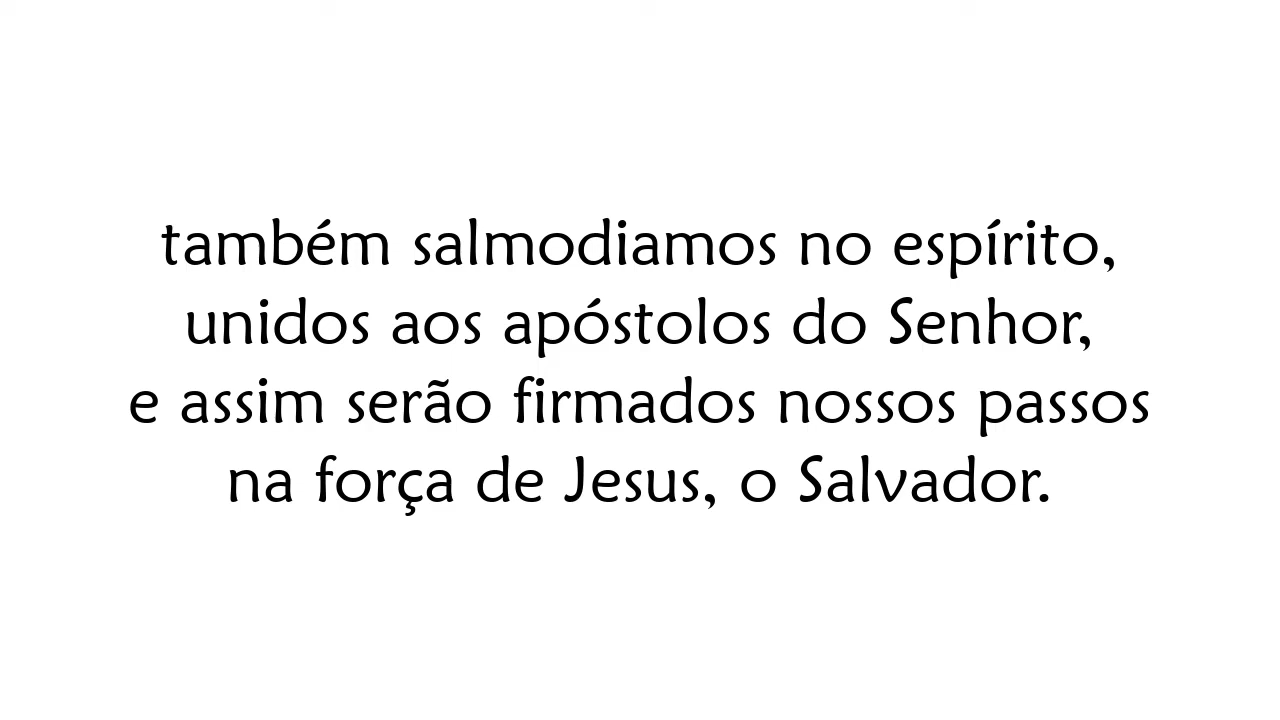 também salmodiamos no espírito,
unidos aos apóstolos do Senhor,
e assim serão firmados nossos passos
na força de Jesus, o Salvador.